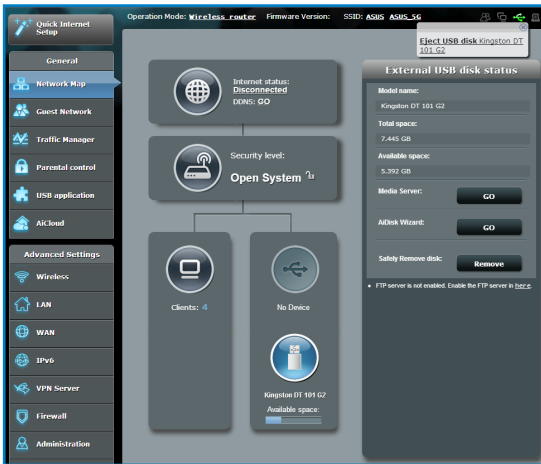 Quick Internet
Setup
Operation Mode: Wireless router Firmware Version: SSID: ASUS ASUS_5G
Eject USB disk Kingston DT
101 G2
General
Network Map
Guest Network
Traffic Manager
Parental control
USB application
AiCloud
Advanced Settings
Wireless
LAN
WAN
IPv6
VPN Server
Firewall
Administration
Internet status:
Disconnected
DDNS: GO
Security level:
Open System
Clients: 4
No Device
Kingston DT 101 G2
Available space:
External USB disk status
Model name:
Kingston DT 101 G2
Total space:
7.445 GB
Available space:
5.392 GB
Media Server:
GO
AiDisk Wizard:
GO
Safely Remove disk:
Remove
• FTP server is not enabled. Enable the FTP server in here.